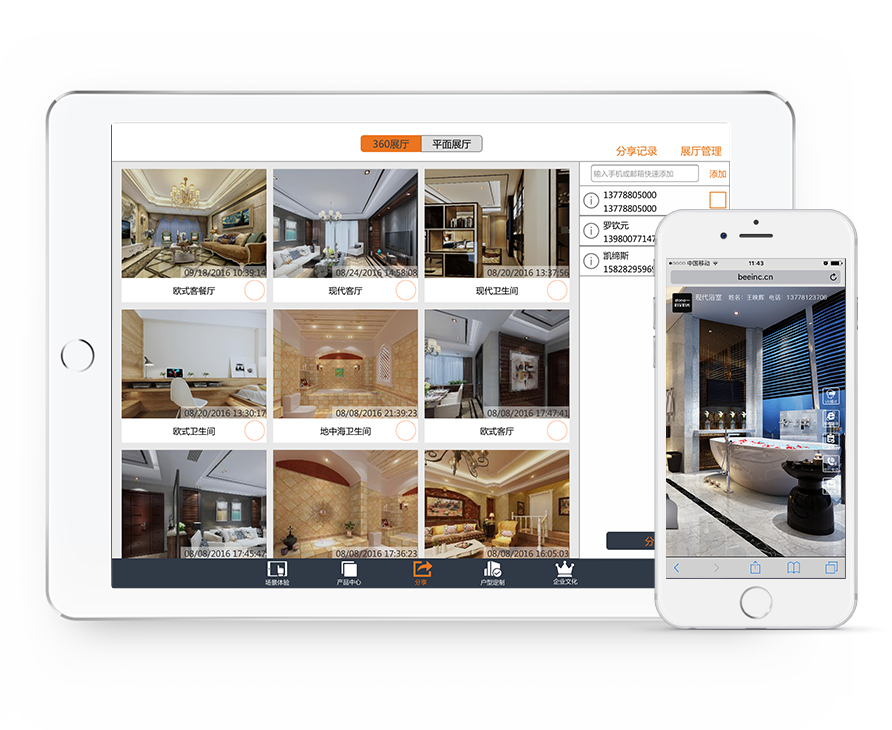 360展厅 平面展厅
分享记录 展厅管理
输入手机或邮箱快速添加 添加
13778805000
13778805000
罗钦元
1398007714
凯缔斯
1582829596
09/18/2016 10:39:14
欧式客餐厅
08/24/2016 14:58:08
现代客厅
08/20/2016 13:37:56
现代卫生间
08/20/2016 13:30:17
欧式卫生间
08/08/2016 21:39:23
地中海卫生间
08/08/2016 17:47:41
欧式客厅
08/08/2016 17:45:47
08/08/2016 17:36:23
08/08/2016 16:05:03
分
场景体验
产品中心
分享
户型定制
企业文化
中国移动 11:43
beeinc.cn
现代浴室 姓名：王映辉 电话：13778123706